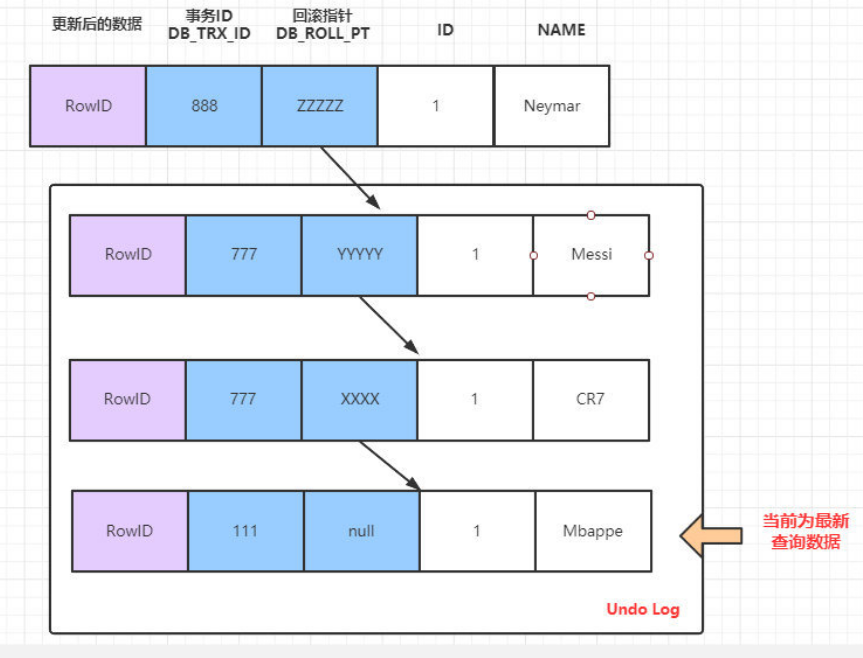 更新后的数据
事务ID
DB_TRX_ID
回滚指针
DB_ROLL_PT
ID
NAME
RowID 888 ZZZZZ 1 Neymar
RowID 777 YYYYY 1 Messi
RowID 777 XXXX 1 CR7
RowID 111 null 1 Mbappe
当前为最新
查询数据
Undo Log